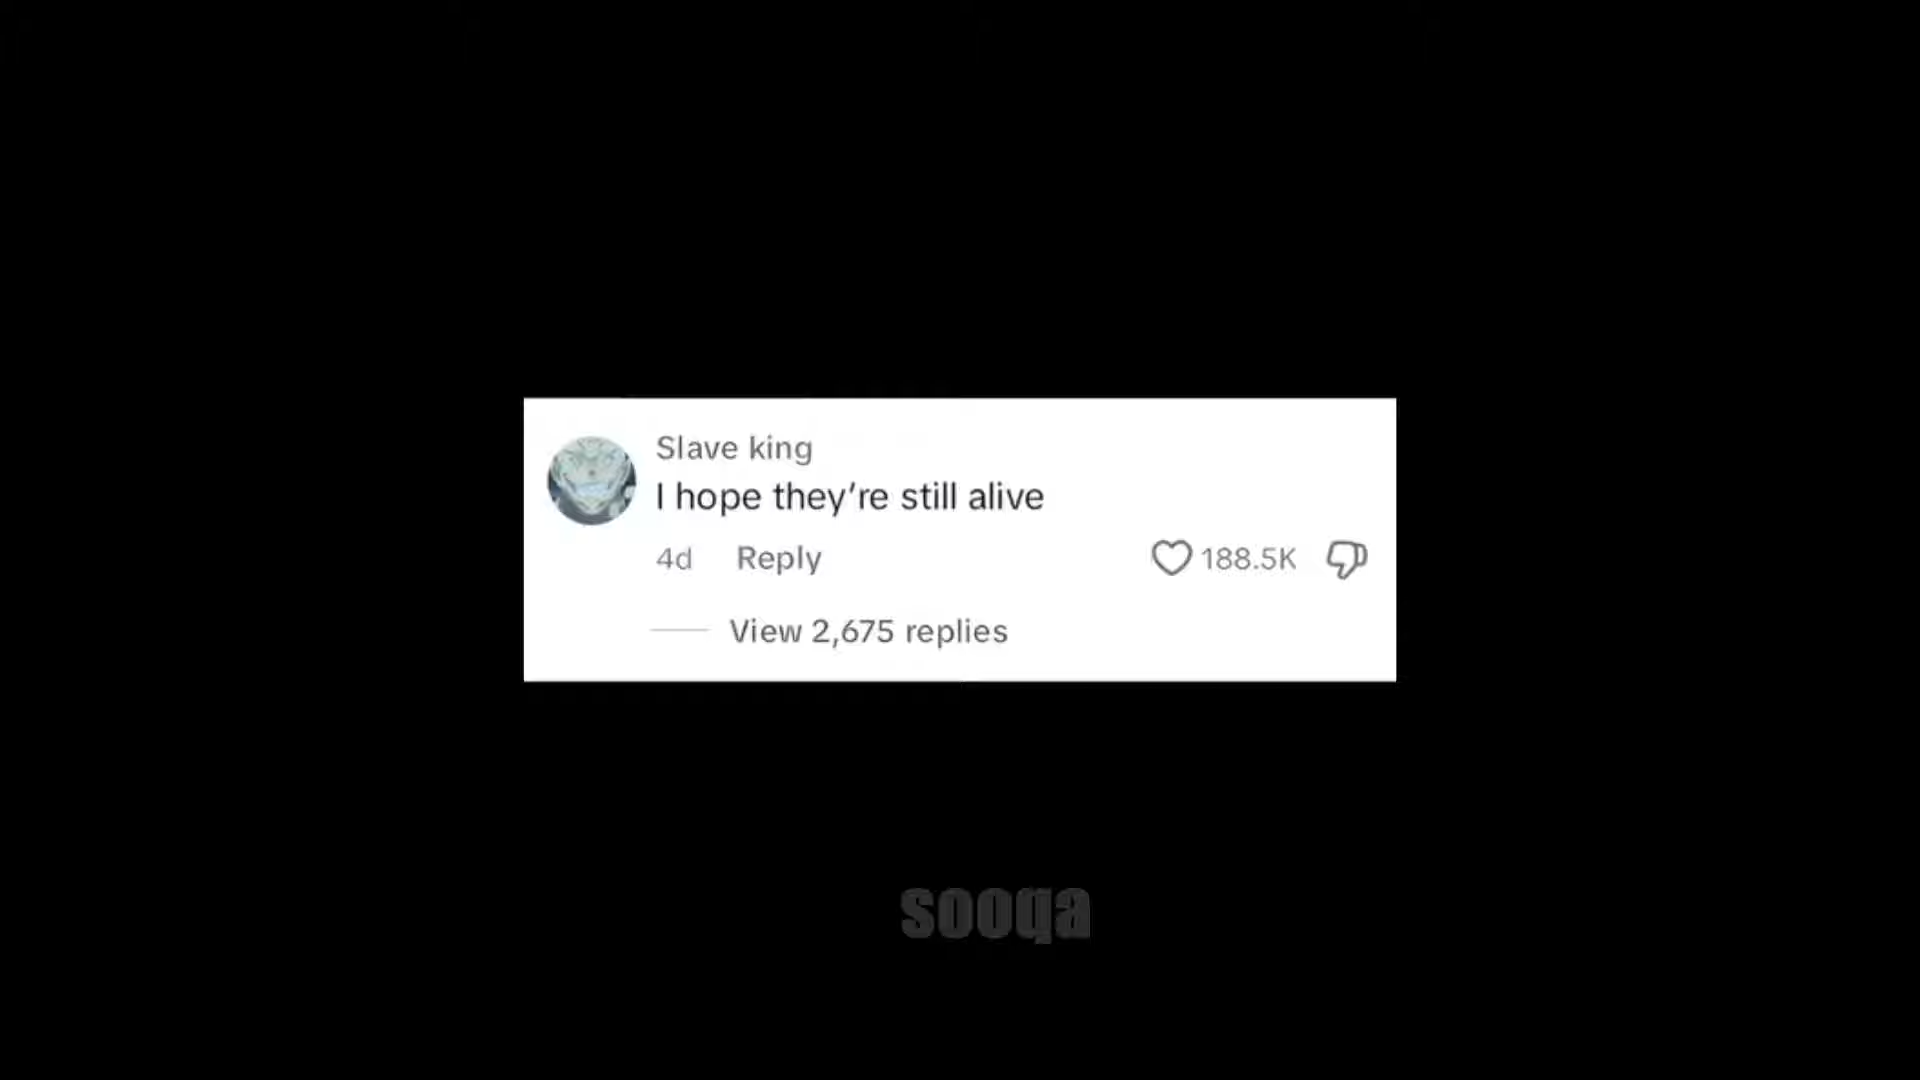 Slave king
I hope they’re still alive
4d Reply 188.5K
View 2,675 replies
sooqa